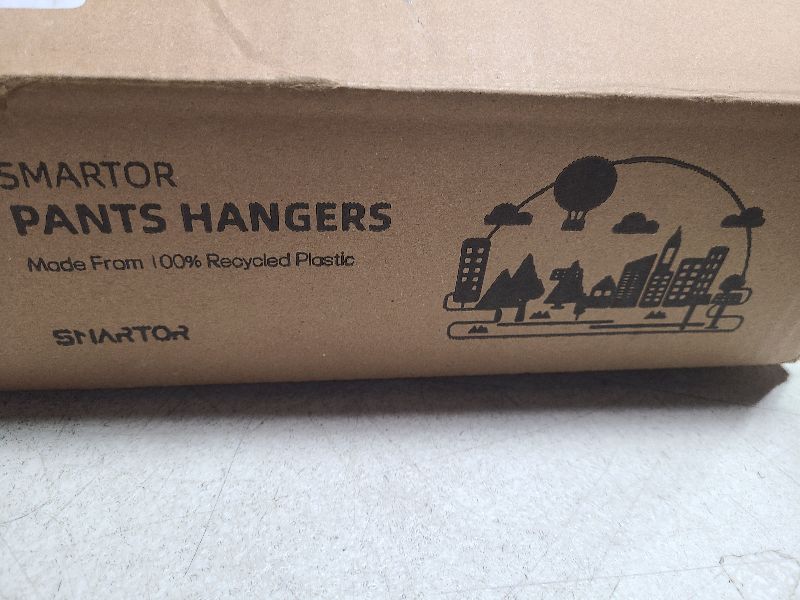 SMARTOR
PANTS HANGERS
Made From 100% Recycled Plastic
SMARTOR